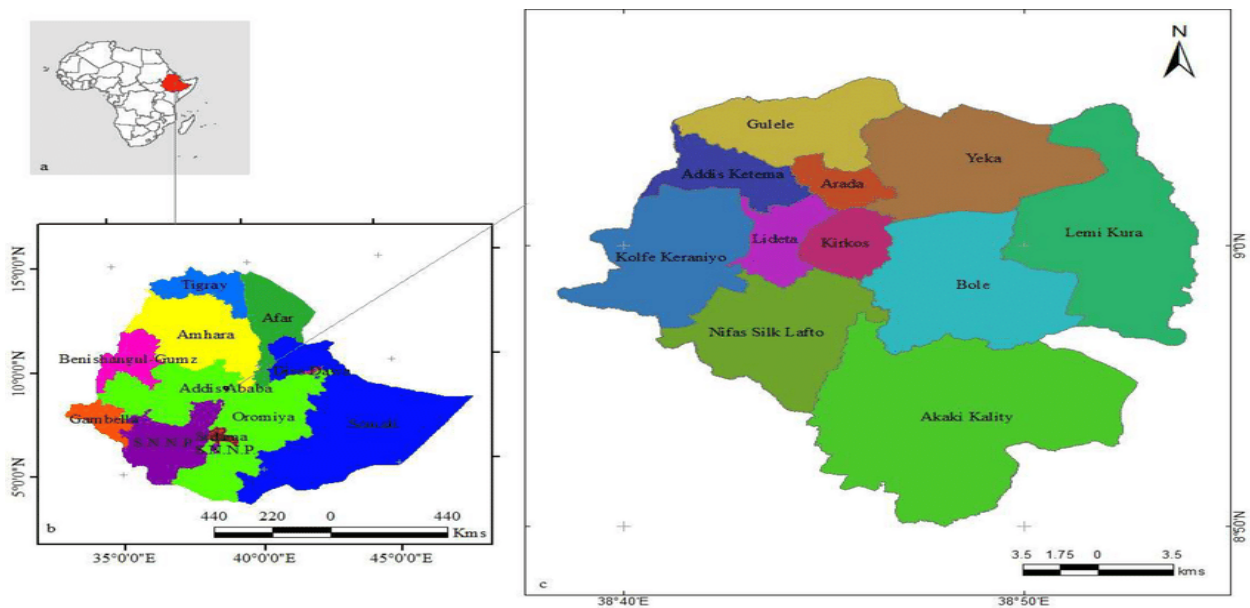 a
15°0'0"N
10°0'0"N
5°0'0"N
Tigray
Afar
Amhara
Benishangul-Gumz
Addis Ababa
Oromiya
Gambella
S.N.N.P
S.N.N.P
b
440 220 0 440
Kms
35°0'0"E 40°0'0"E 45°0'0"E
N
Gulele
Yeka
Addis Ketema
Arada
Lemi Kura
Lideta
Kirkos
Kolfe Keraniyo
Bole
Nifas Silk Lafto
Akaki Kality
9°0'N
8°50'N
3.5 1.75 0 3.5
kms
c
38°40'E 38°50'E